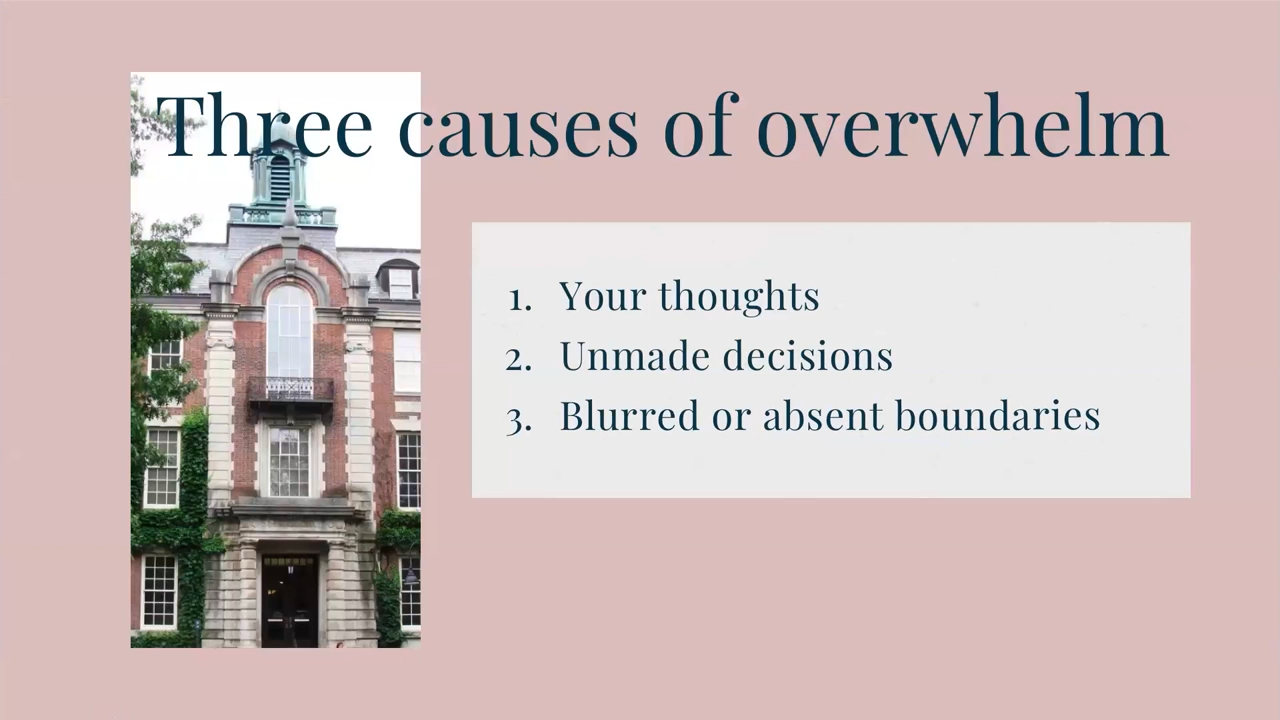 Three causes of overwhelm
1. Your thoughts
2. Unmade decisions
3. Blurred or absent boundaries